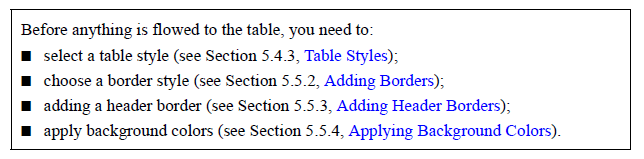 Before anything is flowed to the table, you need to:
■ select a table style (see Section 5.4.3, Table Styles);
■ choose a border style (see Section 5.5.2, Adding Borders);
■ adding a header border (see Section 5.5.3, Adding Header Borders);
■ apply background colors (see Section 5.5.4, Applying Background Colors).